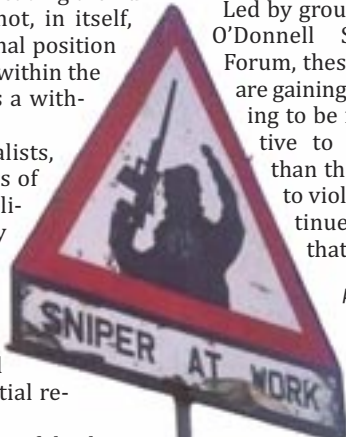 not, in itself,
nal position
within the
s a with-
alists,
s of
li-
y
l
tial re-
Led by grou
O'Donnell S
Forum, these
are gaining
ing to be
tive to
than th
to viol
tinue
that
SNIPER AT WORK